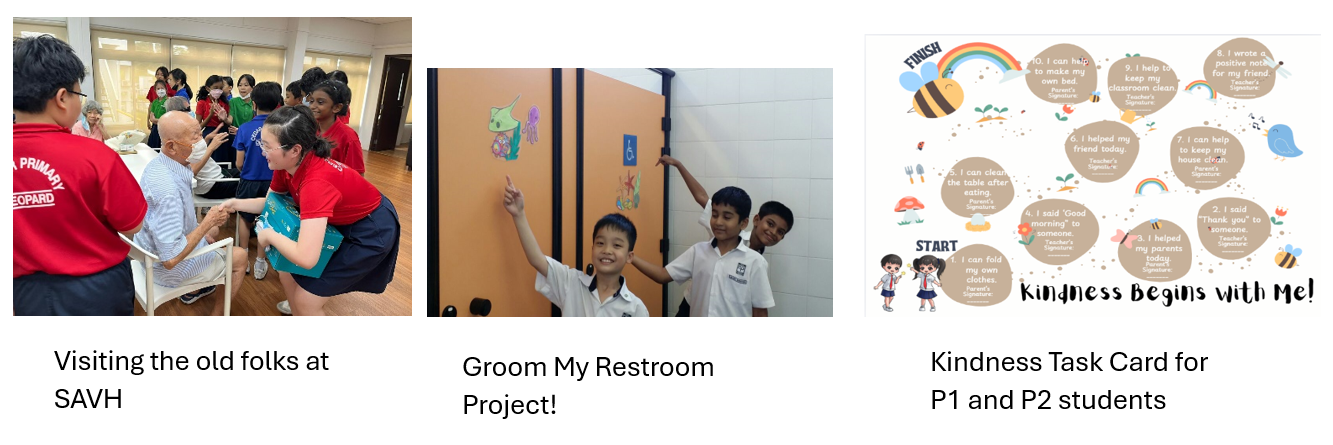 PRIMARY
LEOPARD
FINISH
10. I can help
to make my
own bed.
Parent's
Signature:
9. I help to
keep my
classroom clean.
Teacher's
Signature:
8. I wrote a
positive note
for my friend.
Teacher's
Signature:
6. I helped my
friend today.
Teacher's
Signature:
7. I can help
to keep my
house clean.
Parent's
Signature:
5. I can clean
the table after
eating.
Parent's
Signature:
4. I said "Good
morning" to
someone.
Teacher's
Signature:
2. I said
"Thank you" to
someone.
Teacher's
Signature:
3. I helped
my parents
today.
Parent's
Signature:
START
1. I can fold
my own
clothes.
Parent's
Signature:
Kindness Begins with Me!
Visiting the old folks at
SAVH
Groom My Restroom
Project!
Kindness Task Card for
P1 and P2 students